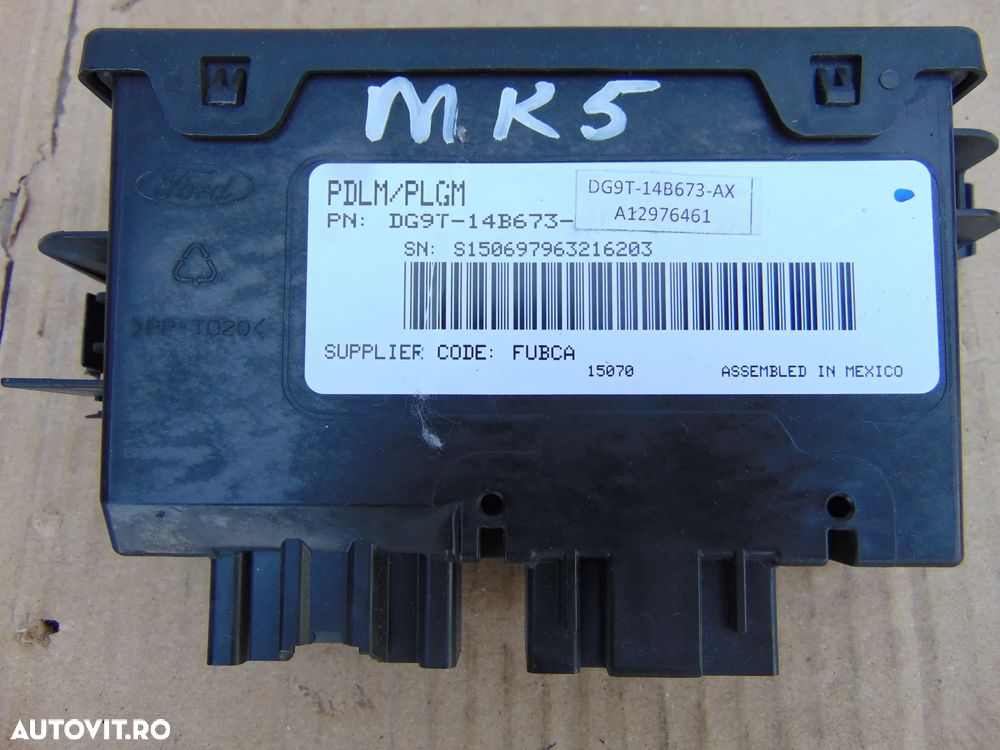 MK5
Ford
PDLM/PLGM
DG9T-14B673-AX
A12976461
PN: DG9T-14B673-
SN: S150697963216203
>PP-TD20<
SUPPLIER CODE: FUBCA
15070 ASSEMBLED IN MEXICO
AUTOVIT.RO